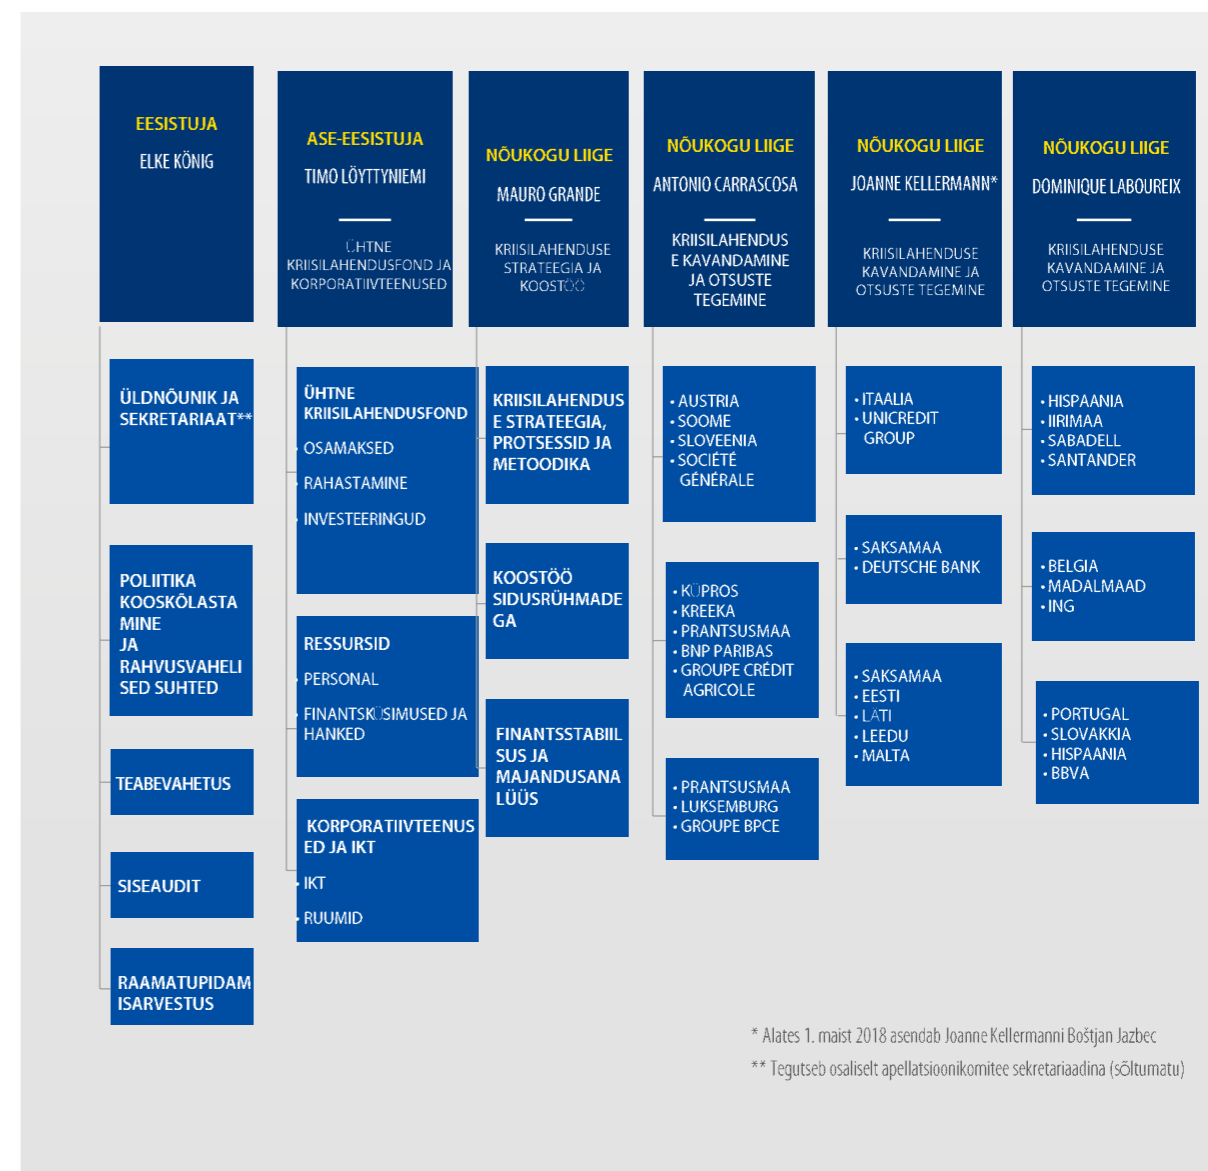 EESISTUJA
ELKE KÖNIG
ÜLDNÕUNIK JA
SEKRETARIAAT**
POLIITIKA
KOOSKÕLASTA
MINE
JA
RAHVUSVAHELI
SED SUHTED
TEABEVAHETUS
SISEAUDIT
RAAMATUPIDAM
ISARVESTUS
ASE-EESISTUJA
TIMO LÖYTTYNIEMI
ÜHTNE
KRIISILAHENDUSFOND JA
KORPORATIIVTEENUSED
ÜHTNE
KRIISILAHENDUSFOND
• OSAMAKSED
• RAHASTAMINE
• INVESTEERINGUD
RESSURSID
• PERSONAL
• FINANTSKÜSIMUSED JA
HANKED
KORPORATIIVTEENUS
ED JA IKT
• IKT
• RUUMID
NÕUKOGU LIIGE
MAURO GRANDE
KRIISILAHENDUSE
STRATEEGIA JA
KOOSTÖÖ
KRIISILAHENDUS
E STRATEEGIA,
PROTSESSID JA
METOODIKA
KOOSTÖÖ
SIDUSRÜHMADE
GA
FINANTSSTABIIL
SUS JA
MAJANDUSANA
LÜÜS
NÕUKOGU LIIGE
ANTONIO CARRASCOSA
KRIISILAHENDUS
E KAVANDAMINE
JA OTSUSTE
TEGEMINE
• AUSTRIA
• SOOME
• SLOVEENIA
• SOCIÉTÉ
GÉNÉRALE
• KÜPROS
• KREEKA
• PRANTSUSMAA
• BNP PARIBAS
• GROUPE CRÉDIT
AGRICOLE
• PRANTSUSMAA
• LUKSEMBURG
• GROUPE BPCE
NÕUKOGU LIIGE
JOANNE KELLERMANN*
KRIISILAHENDUSE
KAVANDAMINE JA
OTSUSTE TEGEMINE
• ITAALIA
• UNICREDIT
GROUP
• SAKSAMAA
• DEUTSCHE BANK
• SAKSAMAA
• EESTI
• LÄTI
• LEEDU
• MALTA
NÕUKOGU LIIGE
DOMINIQUE LABOUREIX
KRIISILAHENDUSE
KAVANDAMINE JA
OTSUSTE TEGEMINE
• HISPAANIA
• IIRIMAA
• SABADELL
• SANTANDER
• BELGIA
• MADALMAAD
• ING
• PORTUGAL
• SLOVAKKIA
• HISPAANIA
• BBVA
* Alates 1. maist 2018 asendab Joanne Kellermanni Boštjan Jazbec
** Tegutseb osaliselt apellatsioonikomitee sekretariaadina (sõltumatu)